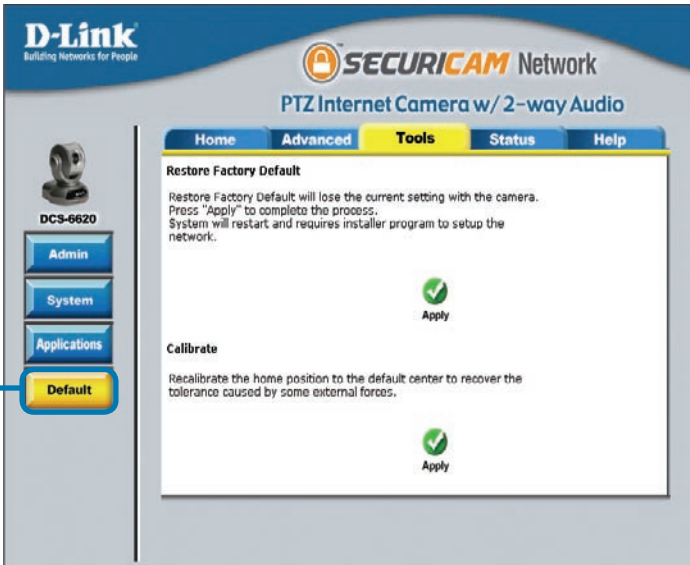 D-Link
Building Networks for People
SECURICAM Network
PTZ Internet Camera w/ 2-way Audio
Home Advanced Tools Status Help
DCS-6620
Admin
System
Applications
Default
Restore Factory Default
Restore Factory Default will lose the current setting with the camera.
Press "Apply" to complete the process.
System will restart and requires installer program to setup the
network.
Apply
Calibrate
Recalibrate the home position to the default center to recover the
tolerance caused by some external forces.
Apply